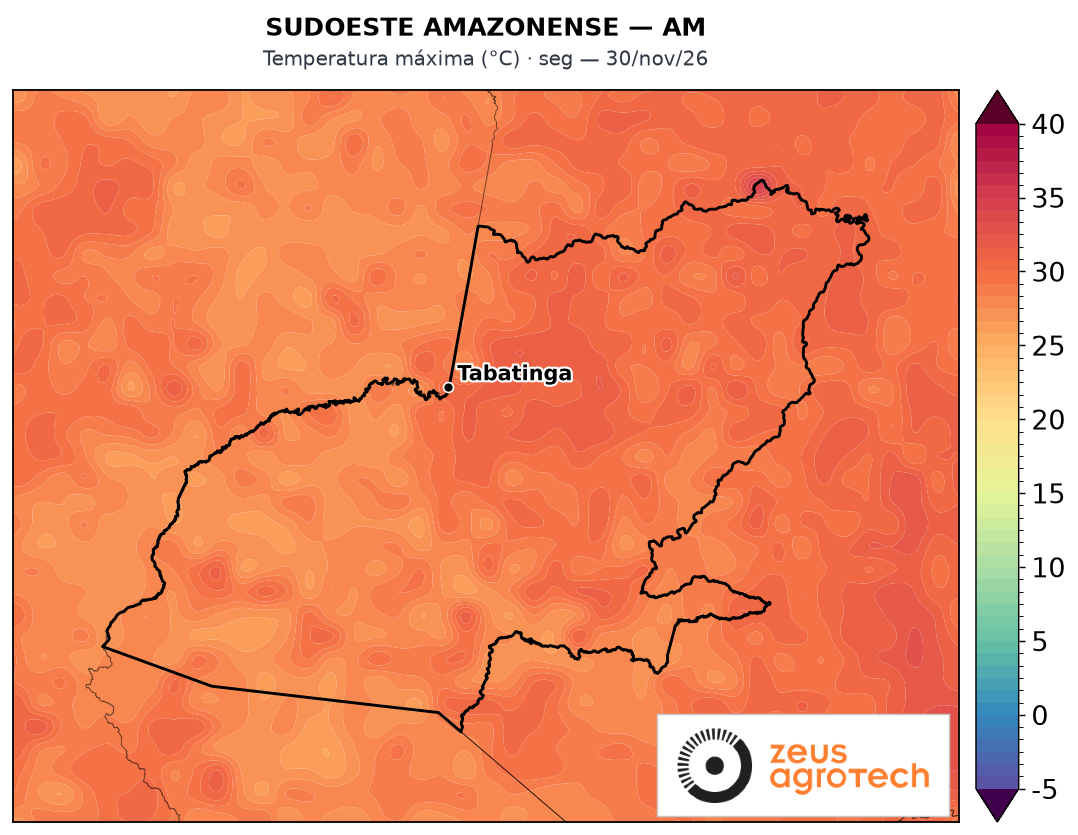 SUDOESTE AMAZONENSE — AM
Temperatura máxima (°C) · seg — 30/nov/26
Tabatinga
40
35
30
25
20
15
10
5
0
-5
zeus
agrotech